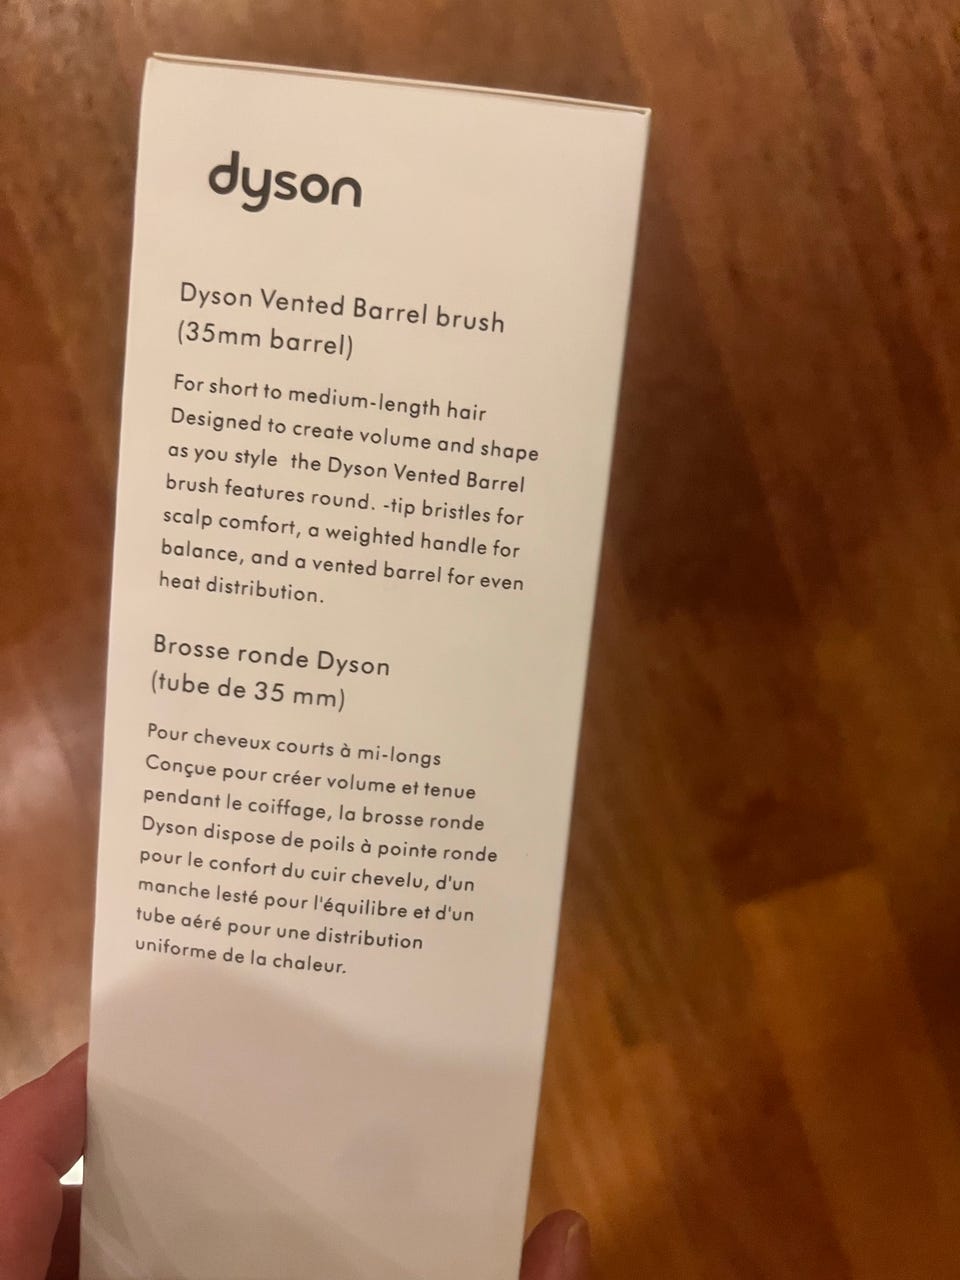 dyson
Dyson Vented Barrel brush
(35mm barrel)
For short to medium-length hair
Designed to create volume and shape
as you style  the Dyson Vented Barrel
brush features round. -tip bristles for
scalp comfort, a weighted handle for
balance, and a vented barrel for even
heat distribution.
Brosse ronde Dyson
(tube de 35 mm)
Pour cheveux courts à mi-longs
Conçue pour créer volume et tenue
pendant le coiffage, la brosse ronde
Dyson dispose de poils à pointe ronde
pour le confort du cuir chevelu, d'un
manche lesté pour l'équilibre et d'un
tube aéré pour une distribution
uniforme de la chaleur.